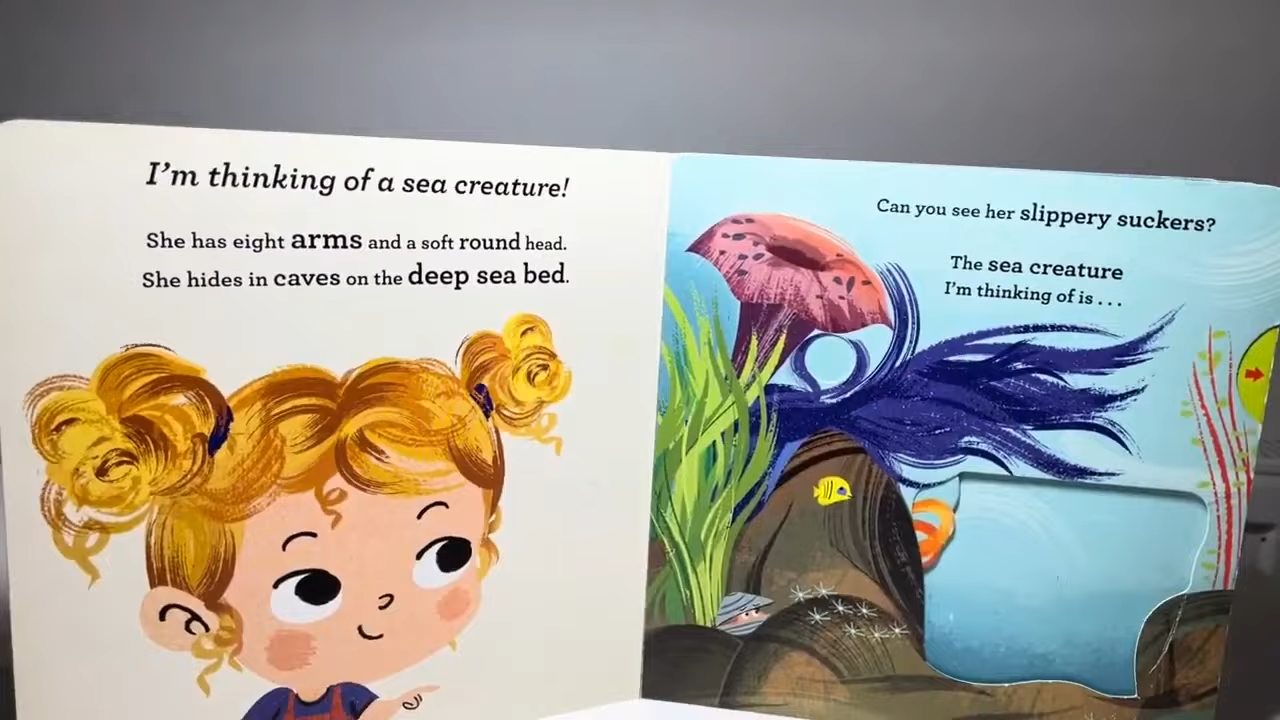 I'm thinking of a sea creature!
She has eight arms and a soft round head.
She hides in caves on the deep sea bed.
Can you see her slippery suckers?
The sea creature
I'm thinking of is . . .